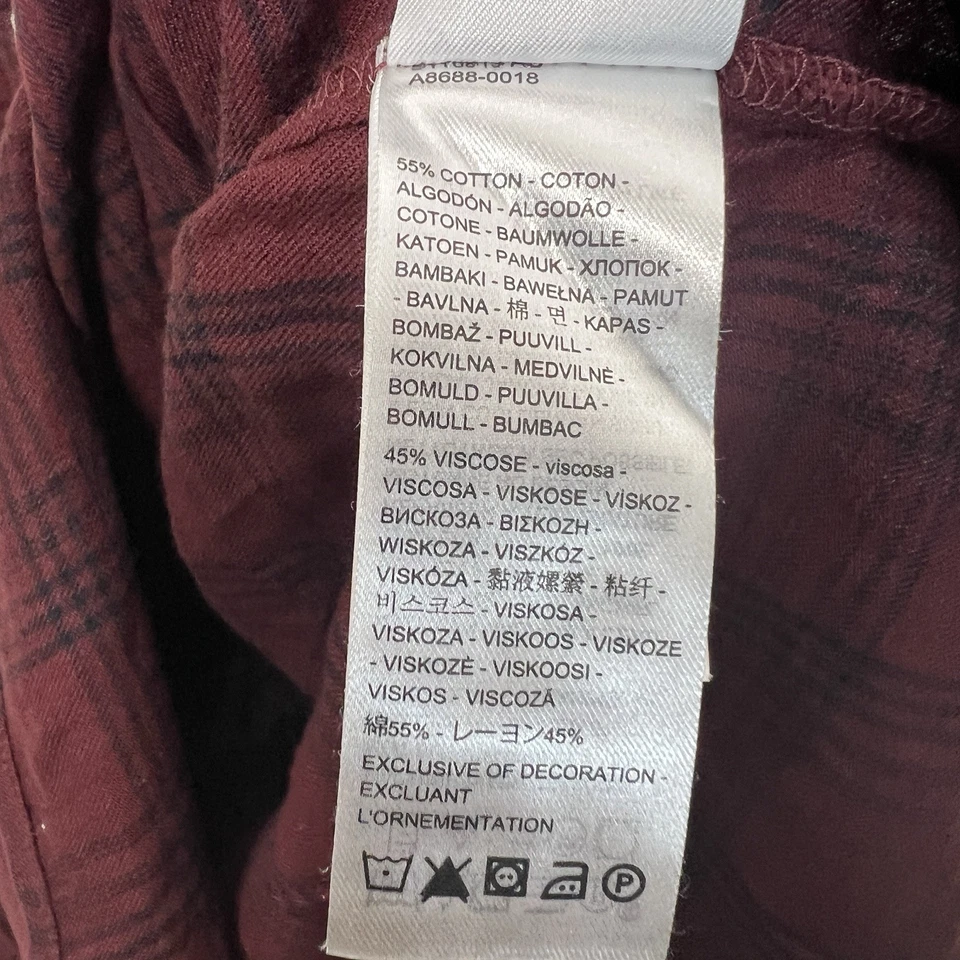 A8688-0018
55% COTTON - COTON -
ALGODÓN - ALGODÃO -
COTONE - BAUMWOLLE -
KATOEN - PAMUK - ХЛОПОК -
BAMBAKI - BAWEŁNA - PAMUT
- BAVLNA - 棉 - 면 - KAPAS -
BOMBAŽ - PUUVILL -
KOKVILNA - MEDVILNĖ -
BOMULD - PUUVILLA -
BOMULL - BUMBAC
45% VISCOSE - viscosa -
VISCOSA - VISKOSE - VİSKOZ -
ВИСКОЗА - ΒΙΣΚΟΖΗ -
WISKOZA - VISZKÓZ -
VISKÓZA - 黏液嫘縈 - 粘纤 -
비스코스 - VISKOSA -
VISKOZA - VISKOOS - VISKOZE
- VISKOZĖ - VISKOOSI -
VISKOS - VISCOZĂ
綿55% - レーヨン45%
EXCLUSIVE OF DECORATION -
EXCLUANT
L'ORNEMENTATION
P